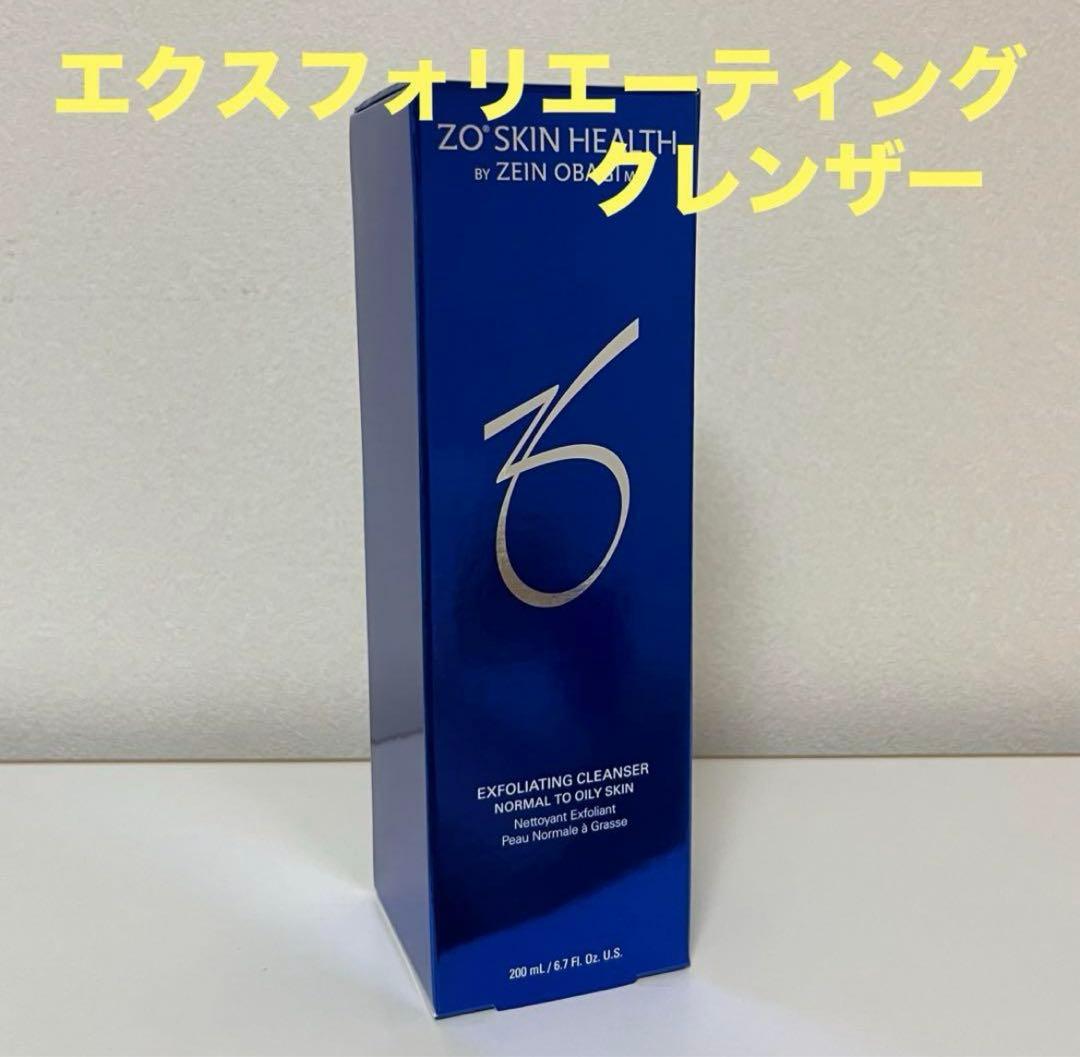 エクスフォリエーティング
クレンザー
ZO® SKIN HEALTH
BY ZEIN OBAGI
EXFOLIATING CLEANSER
NORMAL TO OILY SKIN
Nettoyant Exfoliant
Peau Normale à Grasse
200 mL / 6.7 Fl. Oz. U.S.